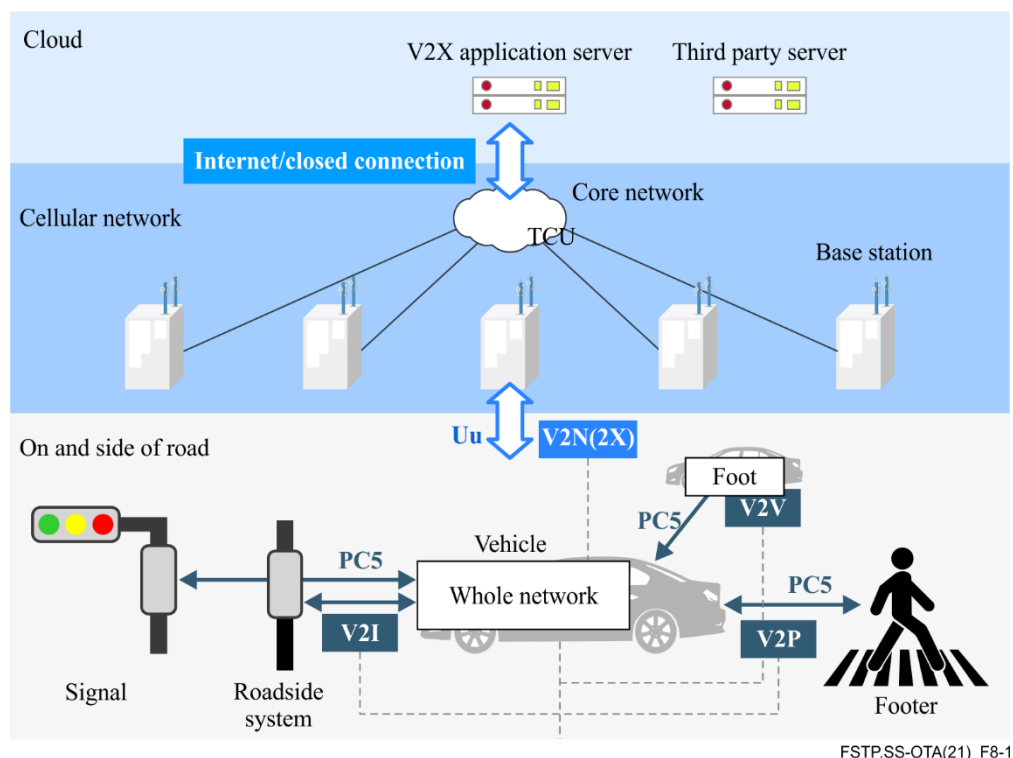 Cloud
V2X application server
Third party server
Internet/closed connection
Cellular network
Core network
TCU
Base station
On and side of road
Uu
V2N(2X)
Foot
V2V
PC5
Vehicle
PC5
Whole network
PC5
V2I
V2P
Signal
Roadside
system
Footer
FSTP.SS-OTA(21)_F8-1